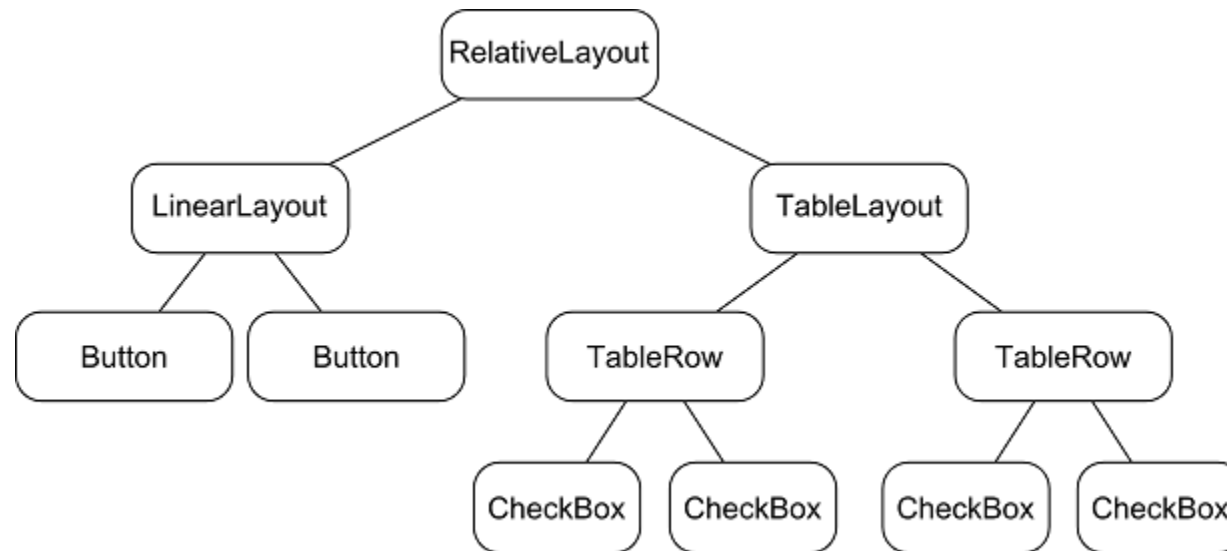 RelativeLayout
LinearLayout
TableLayout
Button
Button
TableRow
TableRow
CheckBox
CheckBox
CheckBox
CheckBox